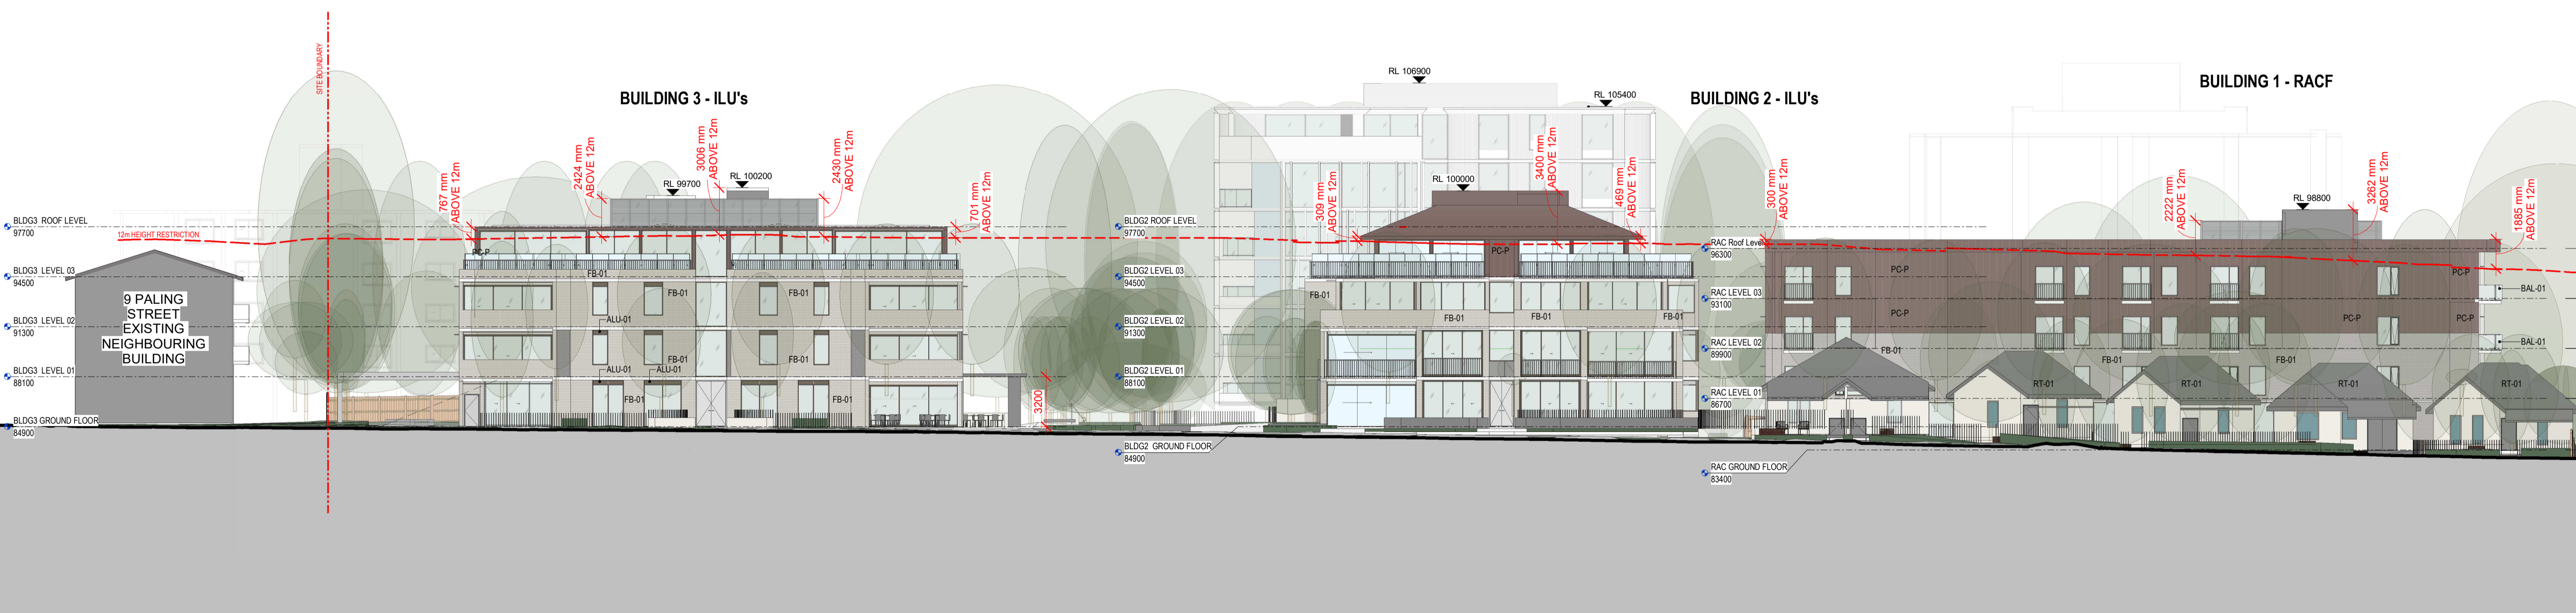 SITE BOUNDARY
BUILDING 3 - ILU's
BUILDING 2 - ILU's
BUILDING 1 - RACF
RL 106900
RL 105400
RL 99700
RL 100200
RL 100000
RL 98800
767 mm
ABOVE 12m
2424 mm
ABOVE 12m
3006 mm
ABOVE 12m
2430 mm
ABOVE 12m
701 mm
ABOVE 12m
309 mm
ABOVE 12m
3400 mm
ABOVE 12m
469 mm
ABOVE 12m
300 mm
ABOVE 12m
2222 mm
ABOVE 12m
3262 mm
ABOVE 12m
1885 mm
ABOVE 12m
12m HEIGHT RESTRICTION
BLDG3 ROOF LEVEL
97700
BLDG3 LEVEL 03
94500
BLDG3 LEVEL 02
91300
BLDG3 LEVEL 01
88100
BLDG3 GROUND FLOOR
84900
9 PALING
STREET
EXISTING
NEIGHBOURING
BUILDING
PC-P
FB-01
FB-01
FB-01
ALU-01
FB-01
FB-01
ALU-01
ALU-01
FB-01
FB-01
3200
BLDG2 ROOF LEVEL
97700
BLDG2 LEVEL 03
94500
BLDG2 LEVEL 02
91300
BLDG2 LEVEL 01
88100
BLDG2 GROUND FLOOR
84900
PC-P
FB-01
FB-01
FB-01
FB-01
RAC Roof Level
96300
RAC LEVEL 03
93100
RAC LEVEL 02
89900
RAC LEVEL 01
86700
RAC GROUND FLOOR
83400
PC-P
PC-P
PC-P
PC-P
PC-P
BAL-01
BAL-01
FB-01
FB-01
FB-01
RT-01
RT-01
RT-01
RT-01